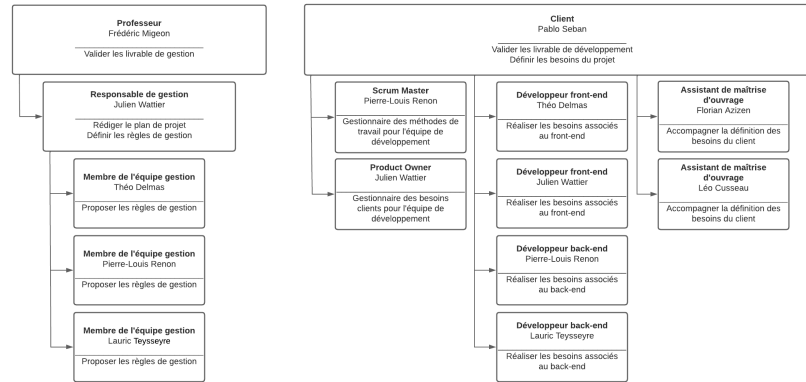 Professeur
Frédéric Migeon
Valider les livrable de gestion
Responsable de gestion
Julien Wattier
Rédiger le plan de projet
Définir les règles de gestion
Membre de l'équipe gestion
Théo Delmas
Proposer les règles de gestion
Membre de l'équipe gestion
Pierre-Louis Renon
Proposer les règles de gestion
Membre de l'équipe gestion
Lauric Teysseyre
Proposer les règles de gestion
Client
Pablo Seban
Valider les livrable de développement
Définir les besoins du projet
Scrum Master
Pierre-Louis Renon
Gestionnaire des méthodes de
travail pour l'équipe de
développement
Product Owner
Julien Wattier
Gestionnaire des besoins
clients pour l'équipe de
développement
Développeur front-end
Théo Delmas
Réaliser les besoins associés
au front-end
Développeur front-end
Julien Wattier
Réaliser les besoins associés
au front-end
Développeur back-end
Pierre-Louis Renon
Réaliser les besoins associés
au back-end
Développeur back-end
Lauric Teysseyre
Réaliser les besoins associés
au back-end
Assistant de maîtrise
d'ouvrage
Florian Azizen
Accompagner la définition des
besoins du client
Assistant de maîtrise
d'ouvrage
Léo Cusseau
Accompagner la définition des
besoins du client